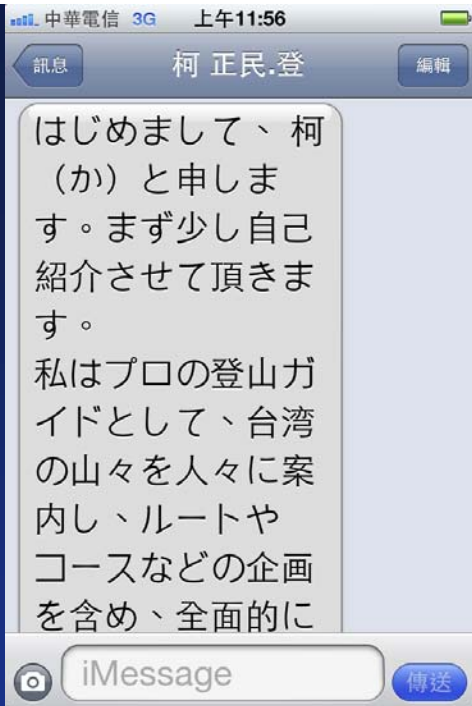 中華電信 3G 上午11:56
訊息 柯 正民.登 編輯
はじめまして、柯
（か）と申しま
す。まず少し自己
紹介させて頂きま
す。
私はプロの登山ガ
イドとして、台湾
の山々を人々に案
内し、ルートや
コースなどの企画
を含め、全面的に
iMessage 傳送